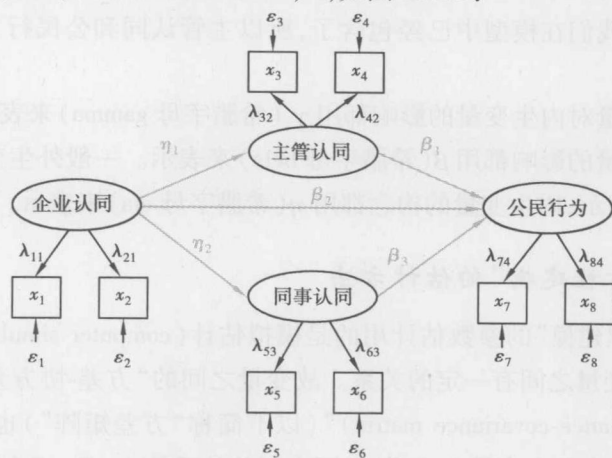 ε₃ ε₄
x₃ x₄
λ₃₂ λ₄₂
η₁ 主管认同 β₁
企业认同 β₂ 公民行为
λ₁₁ λ₂₁ η₂ β₃ λ₇₄ λ₈₄
x₁ x₂ 同事认同 x₇ x₈
ε₁ ε₂ λ₅₃ λ₆₃ ε₇ ε₈
x₅ x₆
ε₅ ε₆